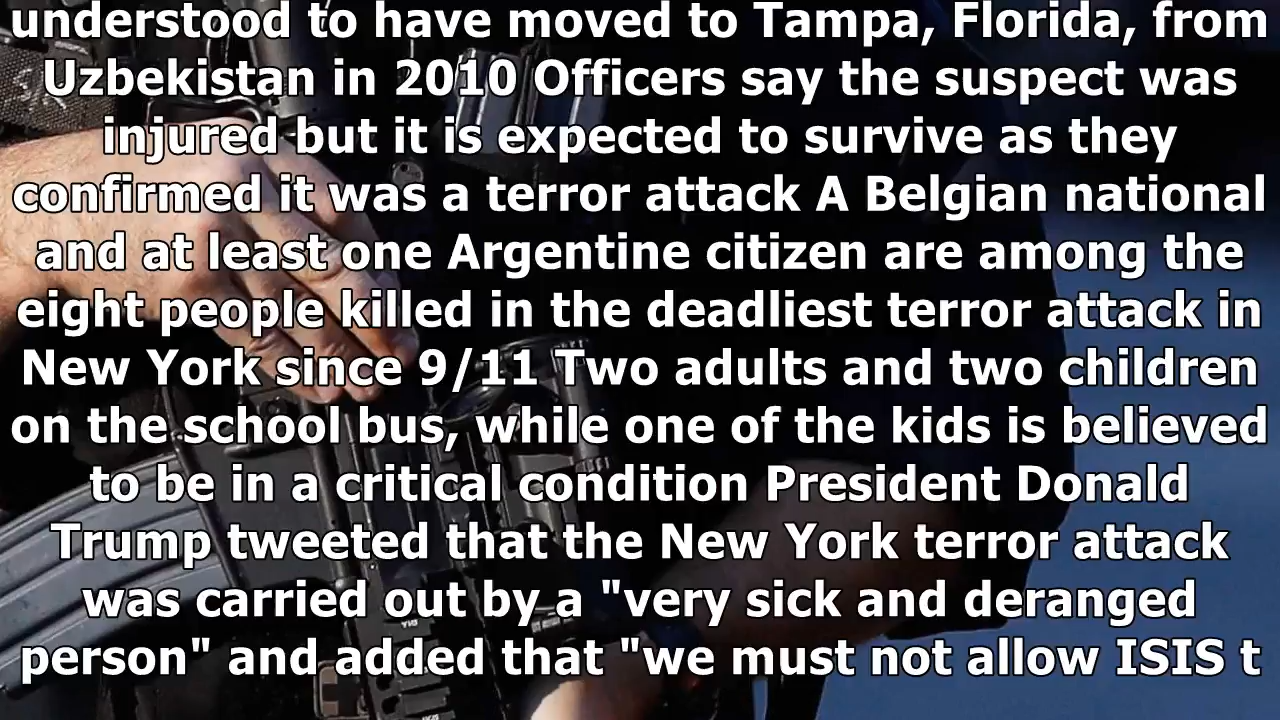 understood to have moved to Tampa, Florida, from
Uzbekistan in 2010 Officers say the suspect was
injured but it is expected to survive as they
confirmed it was a terror attack A Belgian national
and at least one Argentine citizen are among the
eight people killed in the deadliest terror attack in
New York since 9/11 Two adults and two children
on the school bus, while one of the kids is believed
to be in a critical condition President Donald
Trump tweeted that the New York terror attack
was carried out by a "very sick and deranged
person" and added that "we must not allow ISIS t